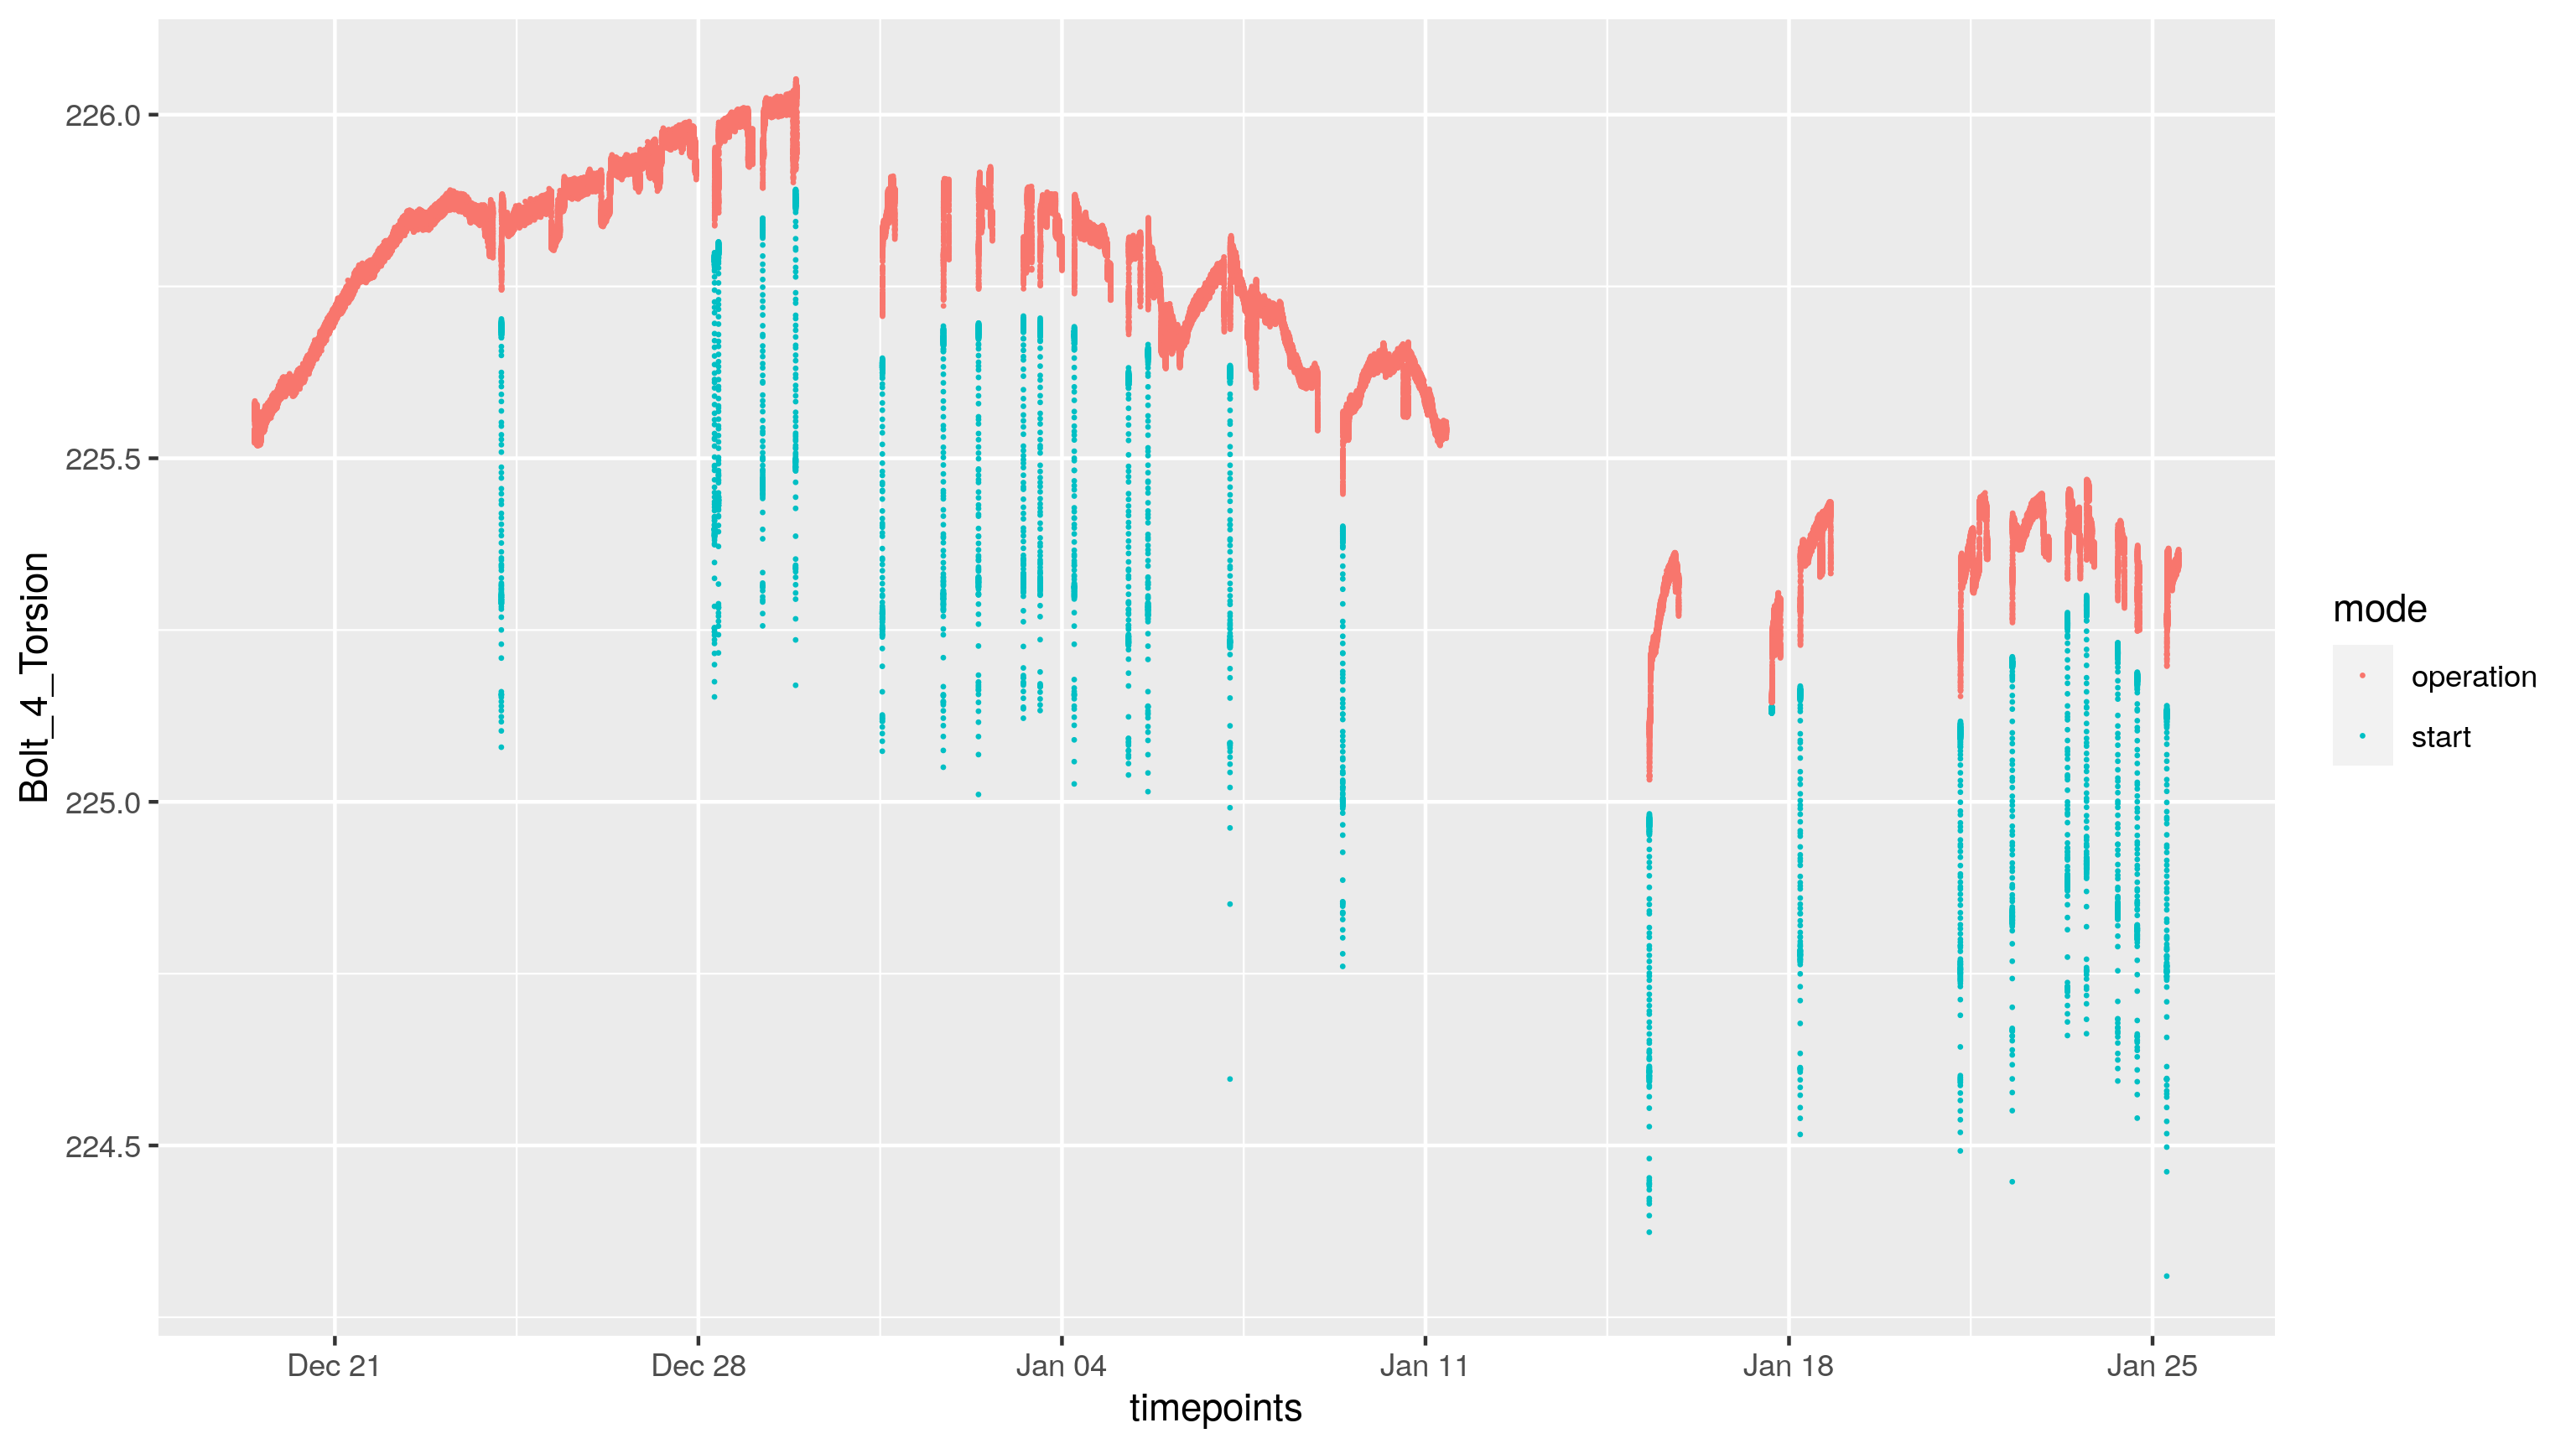 Bolt_4_Torsion
226.0
225.5
225.0
224.5
Dec 21
Dec 28
Jan 04
Jan 11
Jan 18
Jan 25
timepoints
mode
operation
start